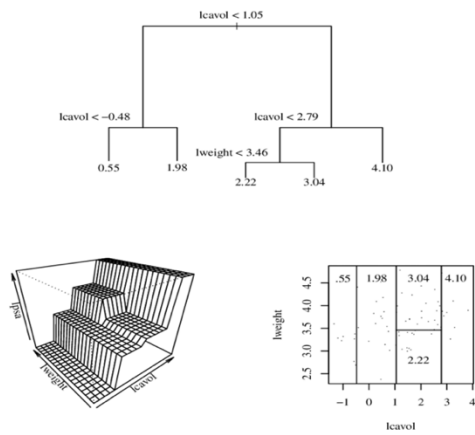 lcavol < 1.05
lcavol < −0.48
lcavol < 2.79
lweight < 3.46
0.55
1.98
2.22
3.04
4.10
lpsa
lweight
lcavol
.55 1.98 3.04 4.10
2.22
lweight
2.5 3.0 3.5 4.0 4.5
−1 0 1 2 3 4
lcavol